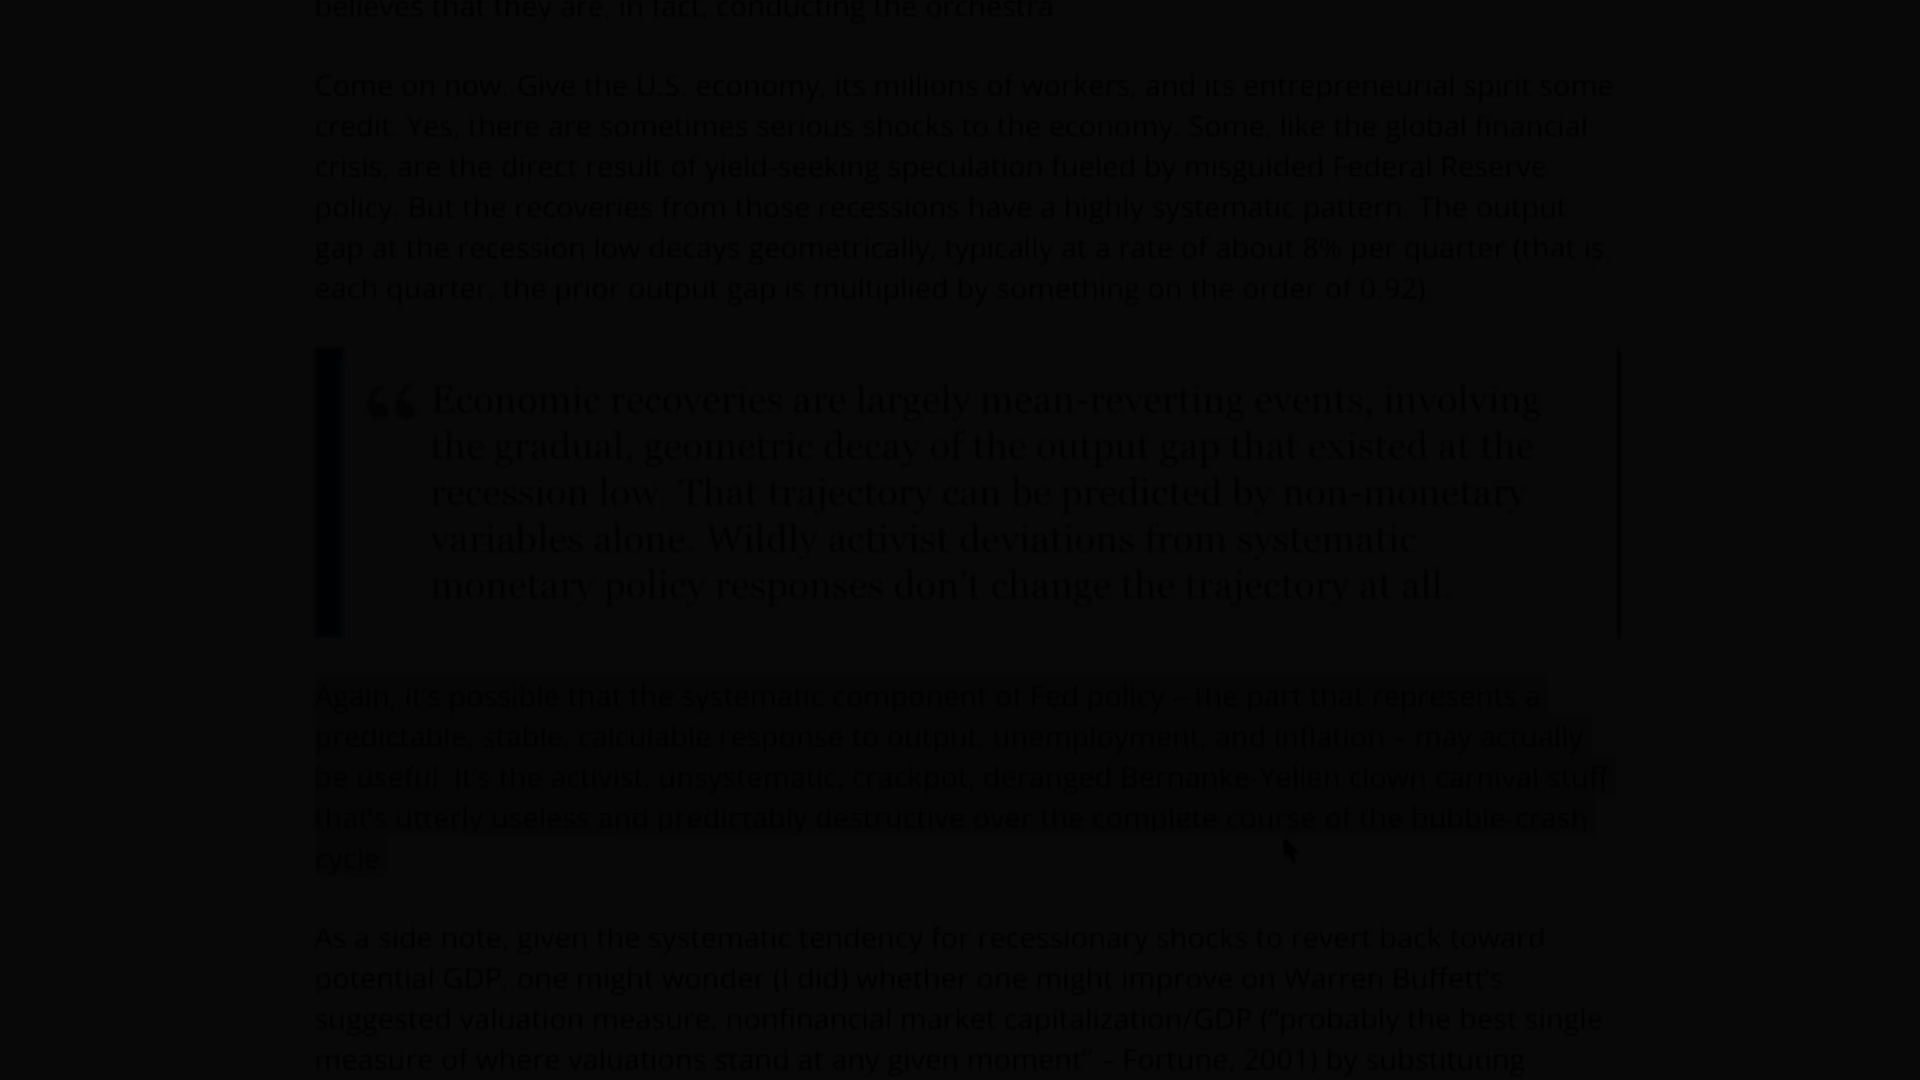 believes that they are, in fact, conducting the orchestra.
Come on now. Give the U.S. economy, its millions of workers, and its entrepreneurial spirit some
credit. Yes, there are sometimes serious shocks to the economy. Some, like the global financial
crisis, are the direct result of yield-seeking speculation fueled by misguided Federal Reserve
policy. But the recoveries from those recessions have a highly systematic pattern. The output
gap at the recession low decays geometrically, typically at a rate of about 8% per quarter (that is
each quarter, the prior output gap is multiplied by something on the order of 0.92)
“ Economic recoveries are largely mean-reverting events, involving
the gradual, geometric decay of the output gap that existed at the
recession low. That trajectory can be predicted by non-monetary
variables alone. Wildly activist deviations from systematic
monetary policy responses don't change the trajectory at all.
Again, it's possible that the systematic component of Fed policy – the part that represents a
predictable, stable, calculable response to output, unemployment, and inflation – may actually
be useful. It's the activist, unsystematic, crackpot, deranged Bernanke-Yellen clown carnival stuff
that's utterly useless and predictably destructive over the complete course of the bubble-crash
cycle.
As a side note, given the systematic tendency for recessionary shocks to revert back toward
potential GDP, one might wonder (I did) whether one might improve on Warren Buffett's
suggested valuation measure, nonfinancial market capitalization/GDP (“probably the best single
measure of where valuations stand at any given moment” – Fortune, 2001) by substituting